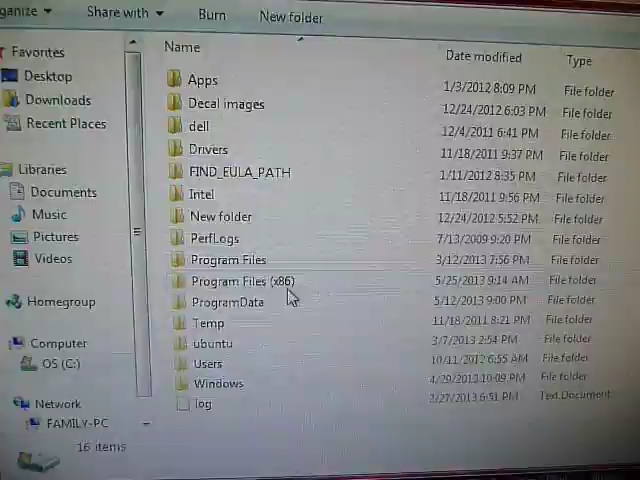 ganize Share with Burn New folder
Favorites
Desktop
Downloads
Recent Places
Libraries
Documents
Music
Pictures
Videos
Homegroup
Computer
OS (C:)
Network
FAMILY-PC
Name Date modified Type
Apps 1/3/2012 8:09 PM File folder
Decal images 12/24/2012 6:03 PM File folder
dell 12/4/2011 6:41 PM File folder
Drivers 11/18/2011 9:37 PM File folder
FIND_EULA_PATH 1/11/2012 8:35 PM File folder
Intel 11/18/2011 9:56 PM File folder
New folder 12/24/2012 5:52 PM File folder
PerfLogs 7/13/2009 9:20 PM File folder
Program Files 3/12/2013 7:56 PM File folder
Program Files (x86) 5/25/2013 9:14 AM File folder
ProgramData 5/12/2013 9:00 PM File folder
Temp 11/18/2011 8:21 PM File folder
ubuntu 3/7/2013 2:54 PM File folder
Users 10/11/2012 6:55 AM File folder
Windows 4/29/2013 10:09 PM File folder
log 2/27/2013 6:51 PM Text Document
16 items